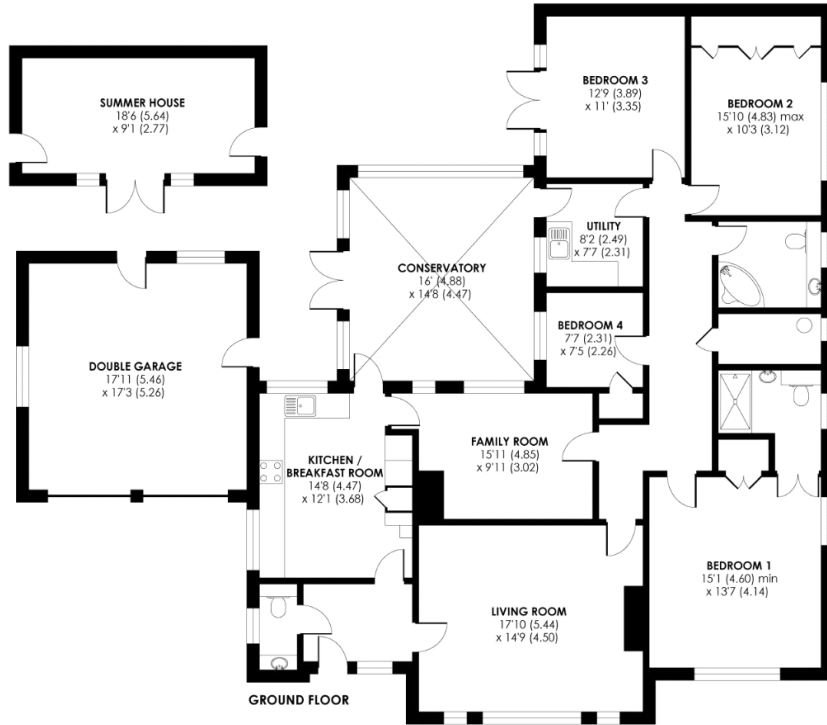 SUMMER HOUSE
18'6 (5.64)
x 9'1 (2.77)
BEDROOM 3
12'9 (3.89)
x 11' (3.35)
BEDROOM 2
15'10 (4.83) max
x 10'3 (3.12)
UTILITY
8'2 (2.49)
x 7'7 (2.31)
CONSERVATORY
16' (4.88)
x 14'8 (4.47)
BEDROOM 4
7'7 (2.31)
x 7'5 (2.26)
DOUBLE GARAGE
17'11 (5.46)
x 17'3 (5.26)
FAMILY ROOM
15'11 (4.85)
x 9'11 (3.02)
KITCHEN /
BREAKFAST ROOM
14'8 (4.47)
x 12'1 (3.68)
BEDROOM 1
15'1 (4.60) min
x 13'7 (4.14)
LIVING ROOM
17'10 (5.44)
x 14'9 (4.50)
GROUND FLOOR